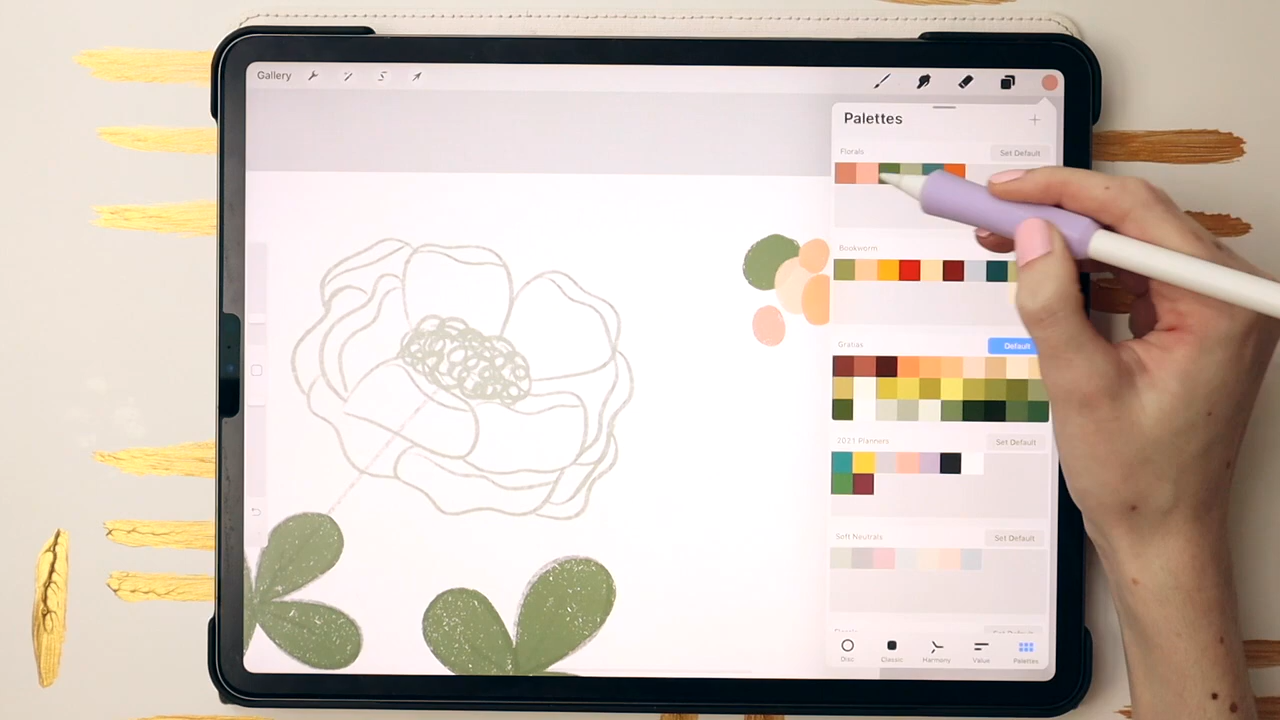 Gallery
Palettes
Florals
Set Default
Bookworm
Gratias
Default
2021 Planners
Set Default
Soft Neutrals
Set Default
Disc
Classic
Harmony
Value
Palettes